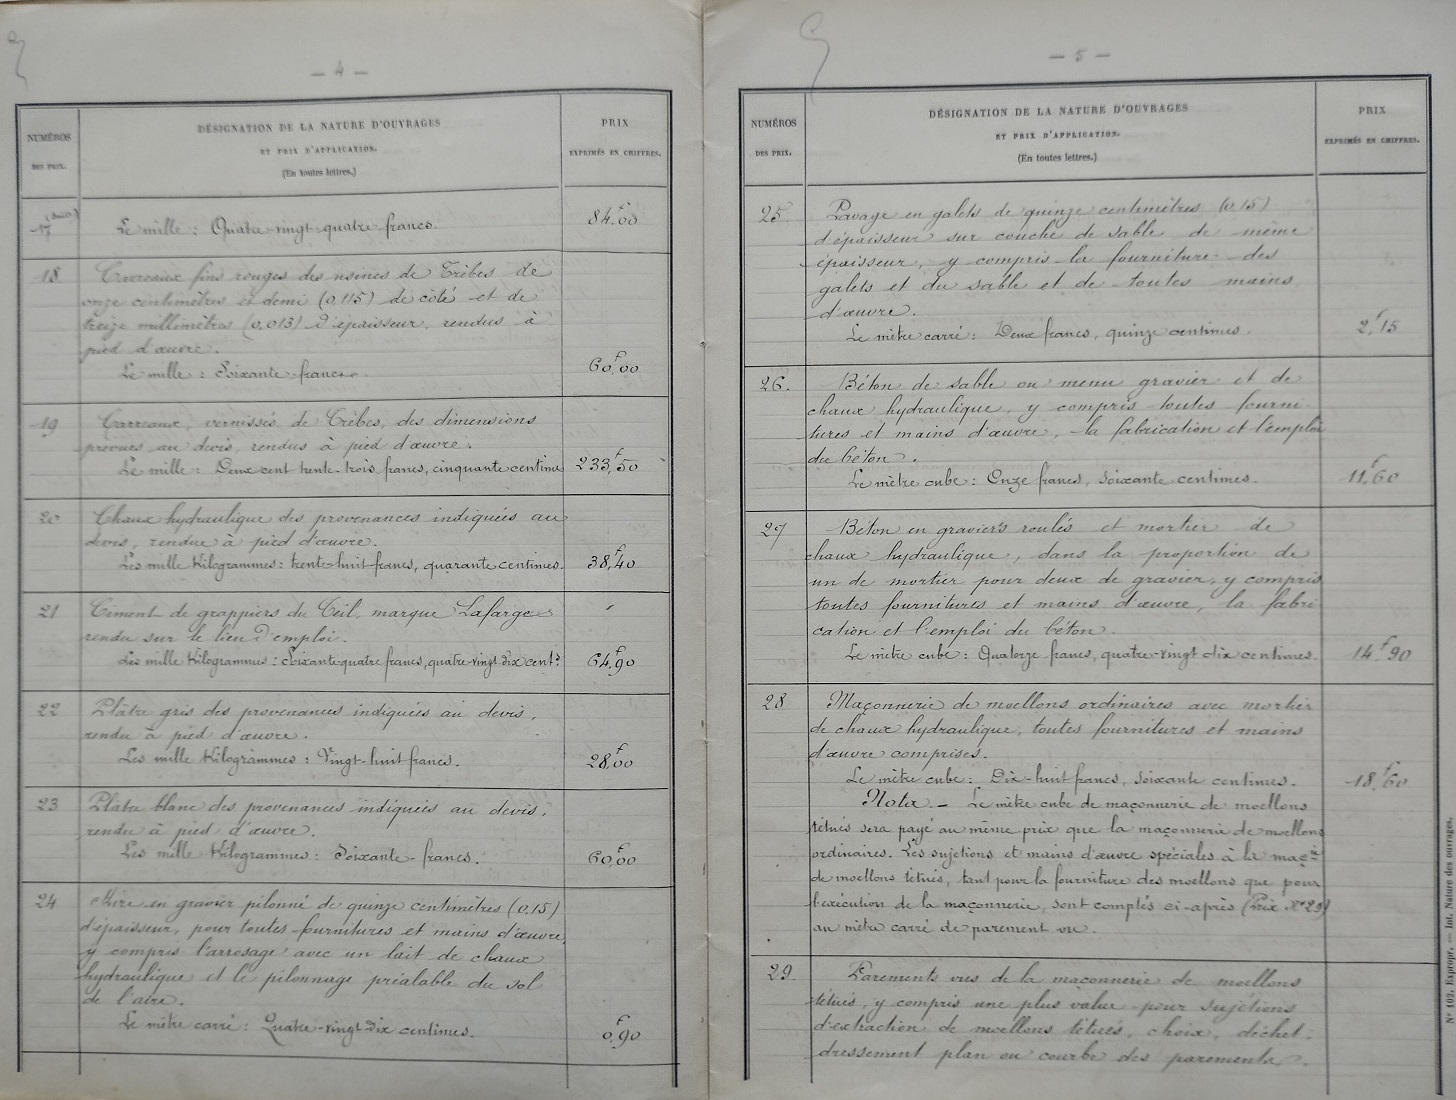 — 4 —
NUMÉROS
DES PRIX.
DÉSIGNATION DE LA NATURE D'OUVRAGES
ET PRIX D'APPLICATION.
(En toutes lettres.)
PRIX
EXPRIMÉS EN CHIFFRES.
17 Le mille : Quatre-vingt-quatre francs. 84f,00
18 Carreaux fins rouges des usines de Trèbes de
onze centimètres et demi (0,115) de côté et de
treize millimètres (0,013) d'épaisseur, rendus à
pied d'œuvre.
Le mille : Soixante francs. 60f,00
19 Carreaux, vernissés, de Trèbes, des dimensions
prévues au devis, rendus à pied d'œuvre.
Le mille : Deux cent trente-trois francs, cinquante centimes 233f,50
20 Chaux hydraulique des provenances indiquées au
devis, rendue à pied d'œuvre.
Les mille Kilogrammes : trente-huit francs, quarante centimes. 38f,40
21 Ciment de grappiers du Teil, marque Lafarge
rendu sur le lieu d'emploi.
Les mille Kilogrammes : Soixante-quatre francs, quatre-vingt-dix cent.s 64f,90
22 Plâtre gris des provenances indiquées au devis,
rendu à pied d'œuvre.
Les mille Kilogrammes : Vingt-huit francs. 28f,00
23 Plâtre blanc des provenances indiquées au devis,
rendu à pied d'œuvre.
Les mille Kilogrammes : Soixante-francs. 60f,00
24 Aire en gravier pilonné de quinze centimètres (0,15)
d'épaisseur, pour toutes fournitures et mains d'œuvre,
y compris l'arrosage avec un lait de chaux
hydraulique et le pilonnage préalable du sol
de l'aire.
Le mètre carré : Quatre-vingt-dix centimes. 0f,90
— 5 —
NUMÉROS
DES PRIX.
DÉSIGNATION DE LA NATURE D'OUVRAGES
ET PRIX D'APPLICATION.
(En toutes lettres.)
PRIX
EXPRIMÉS EN CHIFFRES.
25 Pavage en galets de quinze centimètres (0,15)
d'épaisseur sur couche de sable de même
épaisseur, y compris la fourniture des
galets et du sable et de toutes mains
d'œuvre.
Le mètre carré : Deux francs, quinze centimes. 2f,15
26. Béton de sable ou menu gravier et de
chaux hydraulique, y compris toutes fourni-
tures et mains d'œuvre, la fabrication et l'emploi
du béton.
Le mètre cube : Onze francs, soixante centimes. 11f,60
27 Béton en graviers roulés et mortier de
chaux hydraulique, dans la proportion de
un de mortier pour deux de gravier, y compris
toutes fournitures et mains d'œuvre, la fabri-
cation et l'emploi du béton.
Le mètre cube : Quatorze francs, quatre-vingt dix centimes. 14f,90
28 Maçonnerie de moellons ordinaires avec mortier
de chaux hydraulique, toutes fournitures et mains
d'œuvre comprises.
Le mètre cube : Dix-huit francs, soixante centimes. 18f,60
Nota. — Le mètre cube de maçonnerie de moellons
têtués sera payé au même prix que la maçonnerie de moellons
ordinaires. Les sujétions et mains d'œuvre spéciales à la maç.ie
de moellons têtués, tant pour la fourniture des moellons que pour
l'exécution de la maçonnerie, sont comptés ci-après (Prix No 29)
au mètre carré de parement vu.
29. Parements vus de la maçonnerie de moellons
têtués, y compris une plus value pour sujétions
d'extraction de moellons têtués, choix, déchet,
dressement plan ou courbe des parements.
No 103. Expropr. — Int. Nature des ouvrages.